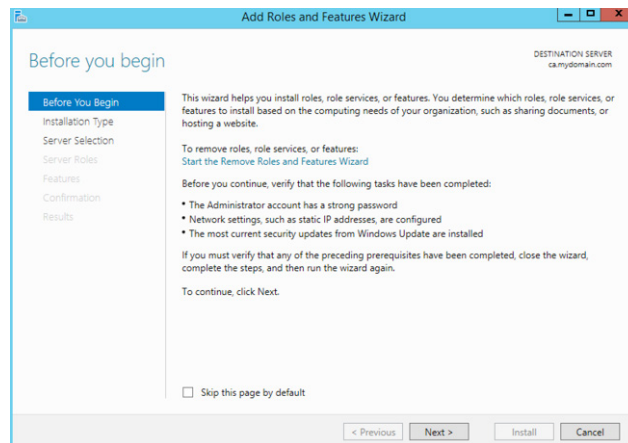 Add Roles and Features Wizard
Before you begin
DESTINATION SERVER
ca.mydomain.com
Before You Begin
Installation Type
Server Selection
Server Roles
Features
Confirmation
Results
This wizard helps you install roles, role services, or features. You determine which roles, role services, or
features to install based on the computing needs of your organization, such as sharing documents, or
hosting a website.
To remove roles, role services, or features:
Start the Remove Roles and Features Wizard
Before you continue, verify that the following tasks have been completed:
• The Administrator account has a strong password
• Network settings, such as static IP addresses, are configured
• The most current security updates from Windows Update are installed
If you must verify that any of the preceding prerequisites have been completed, close the wizard,
complete the steps, and then run the wizard again.
To continue, click Next.
Skip this page by default
< Previous
Next >
Install
Cancel